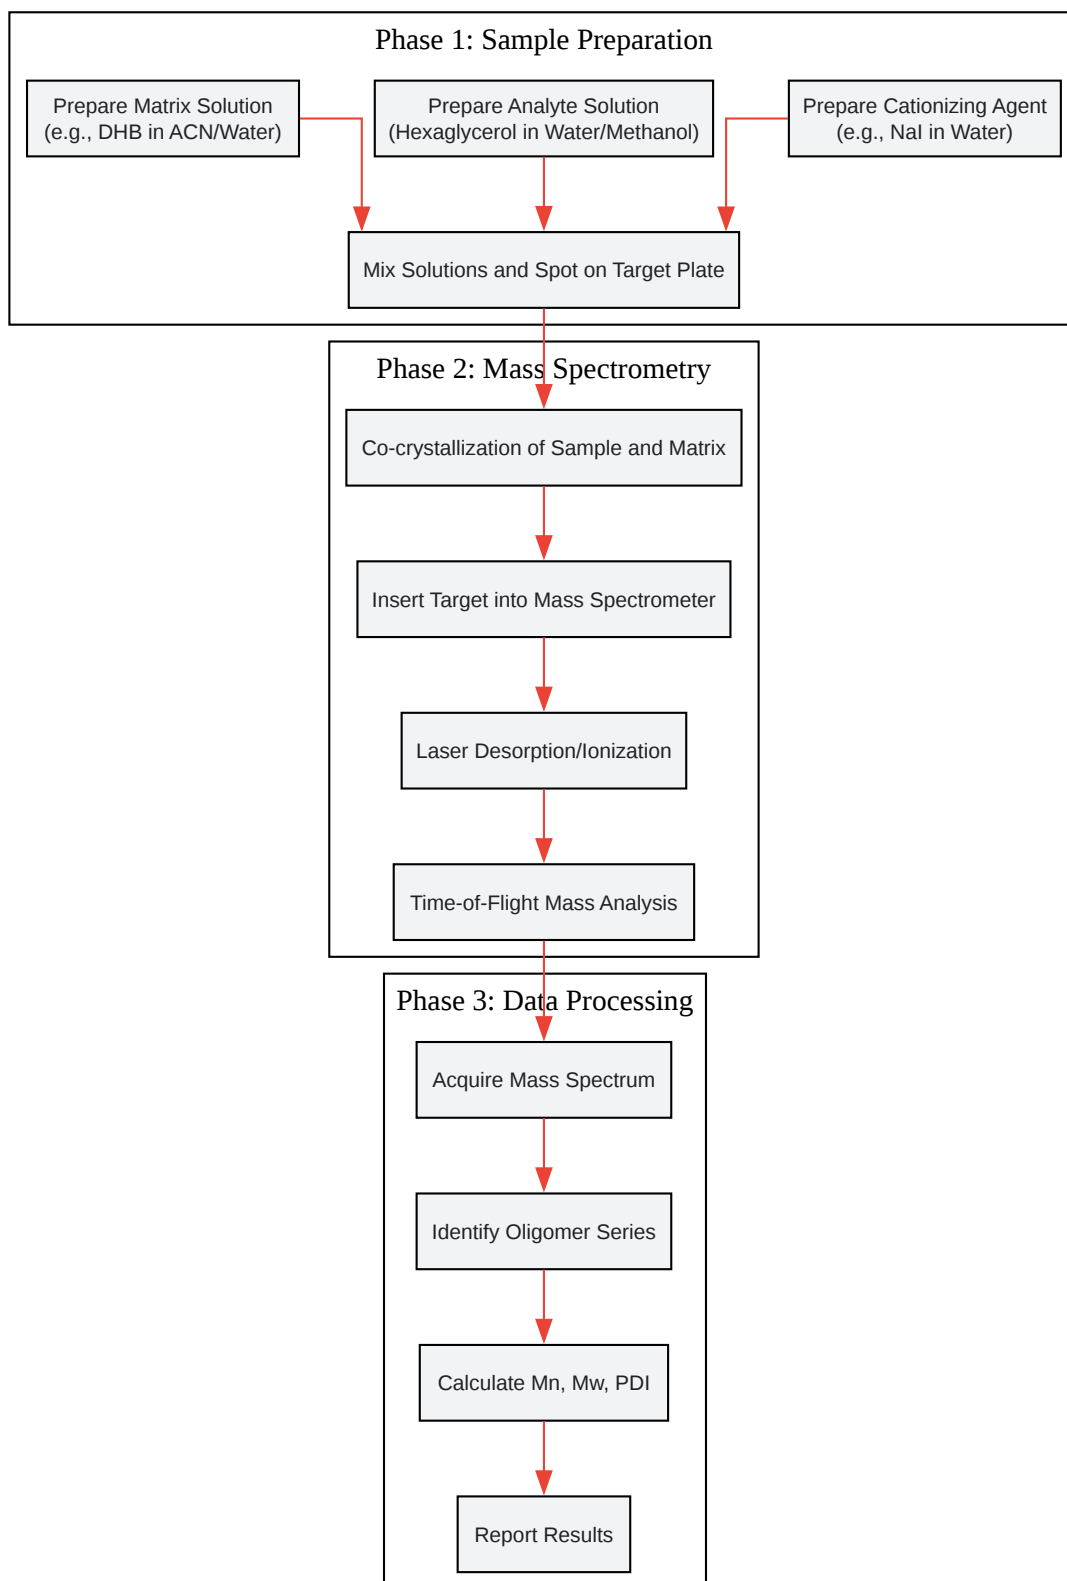 Phase 1: Sample Preparation
Prepare Matrix Solution
(e.g., DHB in ACN/Water)
Prepare Analyte Solution
(Hexaglycerol in Water/Methanol)
Prepare Cationizing Agent
(e.g., NaI in Water)
Mix Solutions and Spot on Target Plate
Phase 2: Mass Spectrometry
Co-crystallization of Sample and Matrix
Insert Target into Mass Spectrometer
Laser Desorption/Ionization
Time-of-Flight Mass Analysis
Phase 3: Data Processing
Acquire Mass Spectrum
Identify Oligomer Series
Calculate Mn, Mw, PDI
Report Results